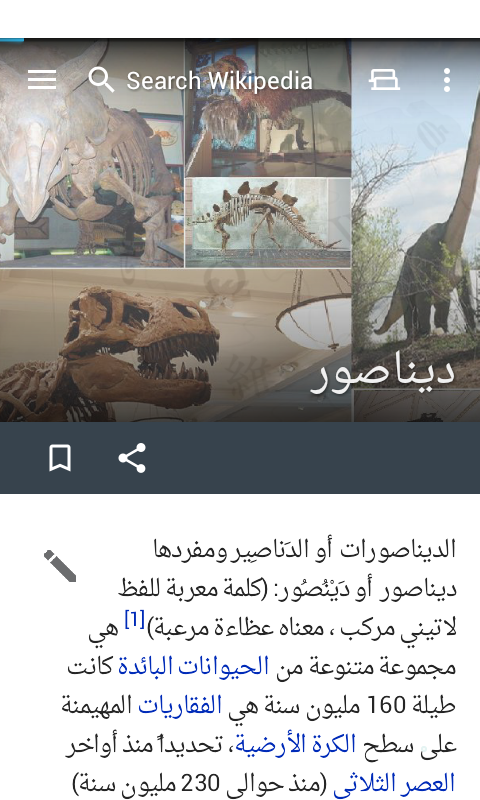 Search Wikipedia
ديناصور
الديناصورات أو الدَناصِير ومفردها
ديناصور أو دَيْنُصُور: (كلمة معربة للفظ
لاتيني مركب ، معناه عظاءة مرعبة)[1] هي
مجموعة متنوعة من الحيوانات البائدة كانت
طيلة 160 مليون سنة هي الفقاريات المهيمنة
على سطح الكرة الأرضية، تحديداً منذ أواخر
العصر الثلاثي (منذ حوالي 230 مليون سنة)